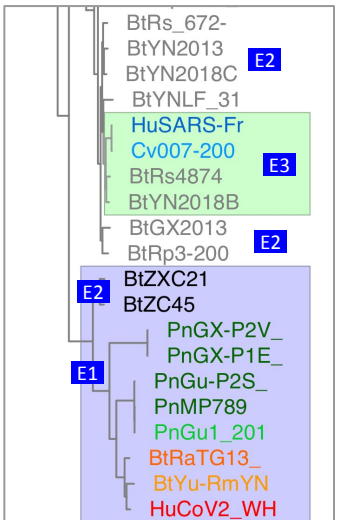 BtRs_672-
BtYN2013
E2
BtYN2018C
BtYNLF_31
HuSARS-Fr
Cv007-200
E3
BtRs4874
BtYN2018B
BtGX2013
E2
BtRp3-200
BtZXC21
E2
BtZC45
PnGX-P2V_
PnGX-P1E_
E1
PnGu-P2S_
PnMP789
PnGu1_201
BtRaTG13_
BtYu-RmYN
HuCoV2_WH